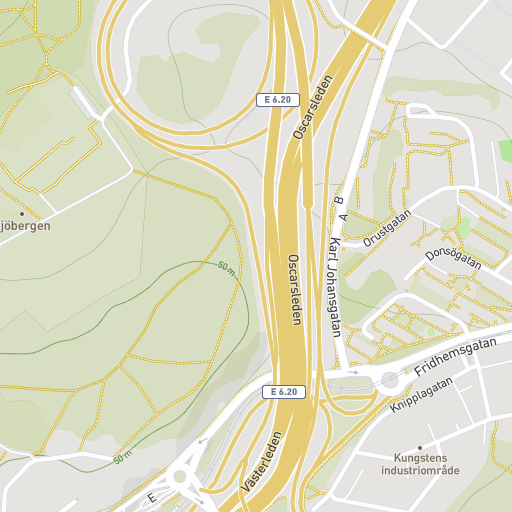 E 6.20
Oscarsleden
A B
Karl Johansgatan
Orustgatan
Donsögatan
jöbergen
50 m
Oscarsleden
Fridhemsgatan
E 6.20
Knipplagatan
Västerleden
50 m
E
Kungstens
industriområde